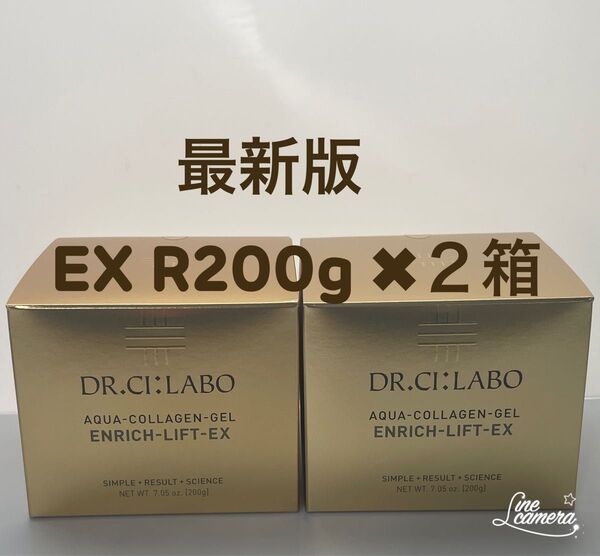 最新版
EX R200g ✖２箱
DR.CI:LABO
AQUA-COLLAGEN-GEL
ENRICH-LIFT-EX
SIMPLE + RESULT + SCIENCE
NET WT. 7.05 oz. [200g]
DR.CI:LABO
AQUA-COLLAGEN-GEL
ENRICH-LIFT-EX
SIMPLE + RESULT + SCIENCE
NET WT. 7.05 oz. [200g]
Line
camera